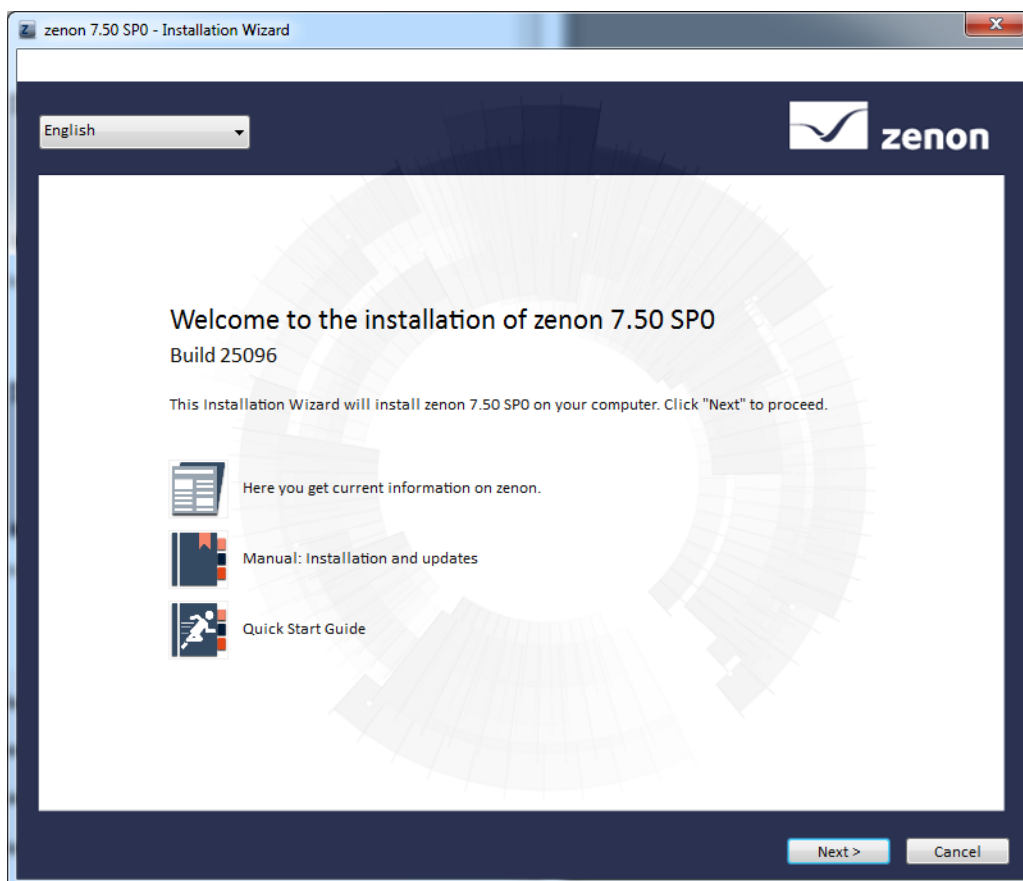 zenon 7.50 SP0 - Installation Wizard
English
zenon
Welcome to the installation of zenon 7.50 SP0
Build 25096
This Installation Wizard will install zenon 7.50 SP0 on your computer. Click "Next" to proceed.
Here you get current information on zenon.
Manual: Installation and updates
Quick Start Guide
Next >
Cancel